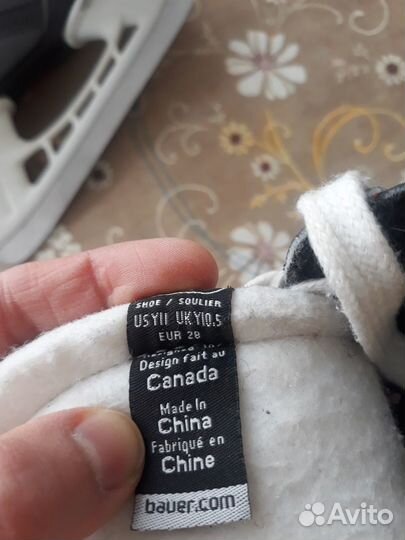 SHOE / SOULIER
US Y11 UK Y10.5
EUR 28
Design fait au
Canada
Made In
China
Fabriqué en
Chine
bauer.com
Avito